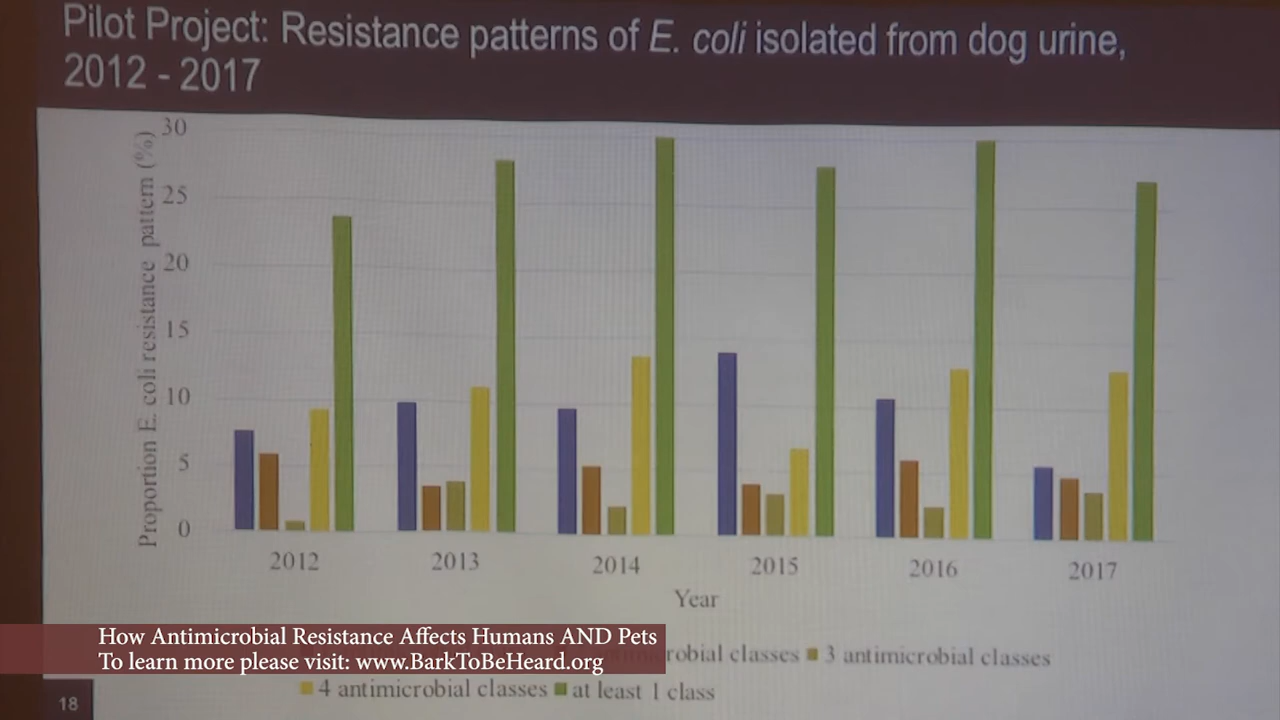 Pilot Project: Resistance patterns of E. coli isolated from dog urine,
2012 - 2017
Proportion E. coli resistance pattern (%)
30
25
20
15
10
5
0
2012 2013 2014 2015 2016 2017
Year
How Antimicrobial Resistance Affects Humans AND Pets
To learn more please visit: www.BarkToBeHeard.org
classes 3 antimicrobial classes
4 antimicrobial classes at least 1 class
18